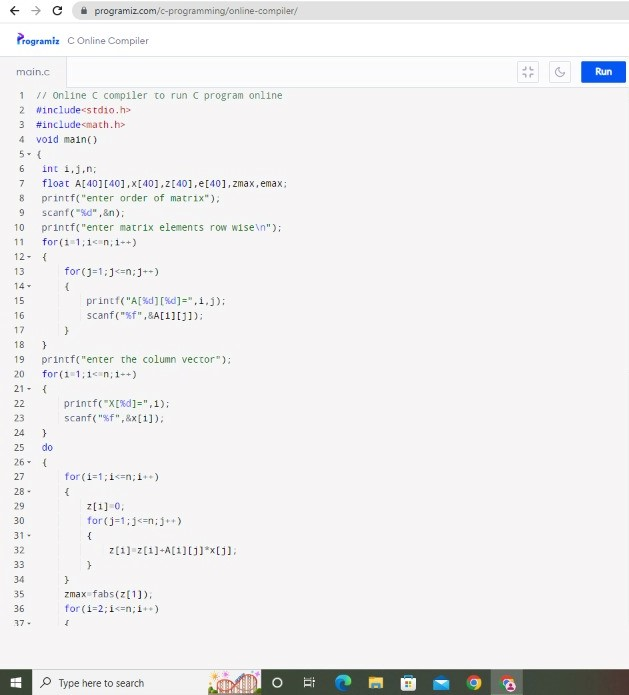 programiz.com/c-programming/online-compiler/
Programiz C Online Compiler
main.c
Run
1 // Online C compiler to run C program online
2 #include<stdio.h>
3 #include<math.h>
4 void main()
5 {
6 int i,j,n;
7 float A[40][40],x[40],z[40],e[40],zmax,emax;
8 printf("enter order of matrix");
9 scanf("%d",&n);
10 printf("enter matrix elements row wise\n");
11 for(i=1;i<=n;i++)
12 {
13 for(j=1;j<=n;j++)
14 {
15 printf("A[%d][%d]=",i,j);
16 scanf("%f",&A[i][j]);
17 }
18 }
19 printf("enter the column vector");
20 for(i=1;i<=n;i++)
21 {
22 printf("X[%d]=",i);
23 scanf("%f",&x[i]);
24 }
25 do
26 {
27 for(i=1;i<=n;i++)
28 {
29 z[i]=0;
30 for(j=1;j<=n;j++)
31 {
32 z[i]=z[i]+A[i][j]*x[j];
33 }
34 }
35 zmax=fabs(z[1]);
36 for(i=2;i<=n;i++)
37 {
Type here to search